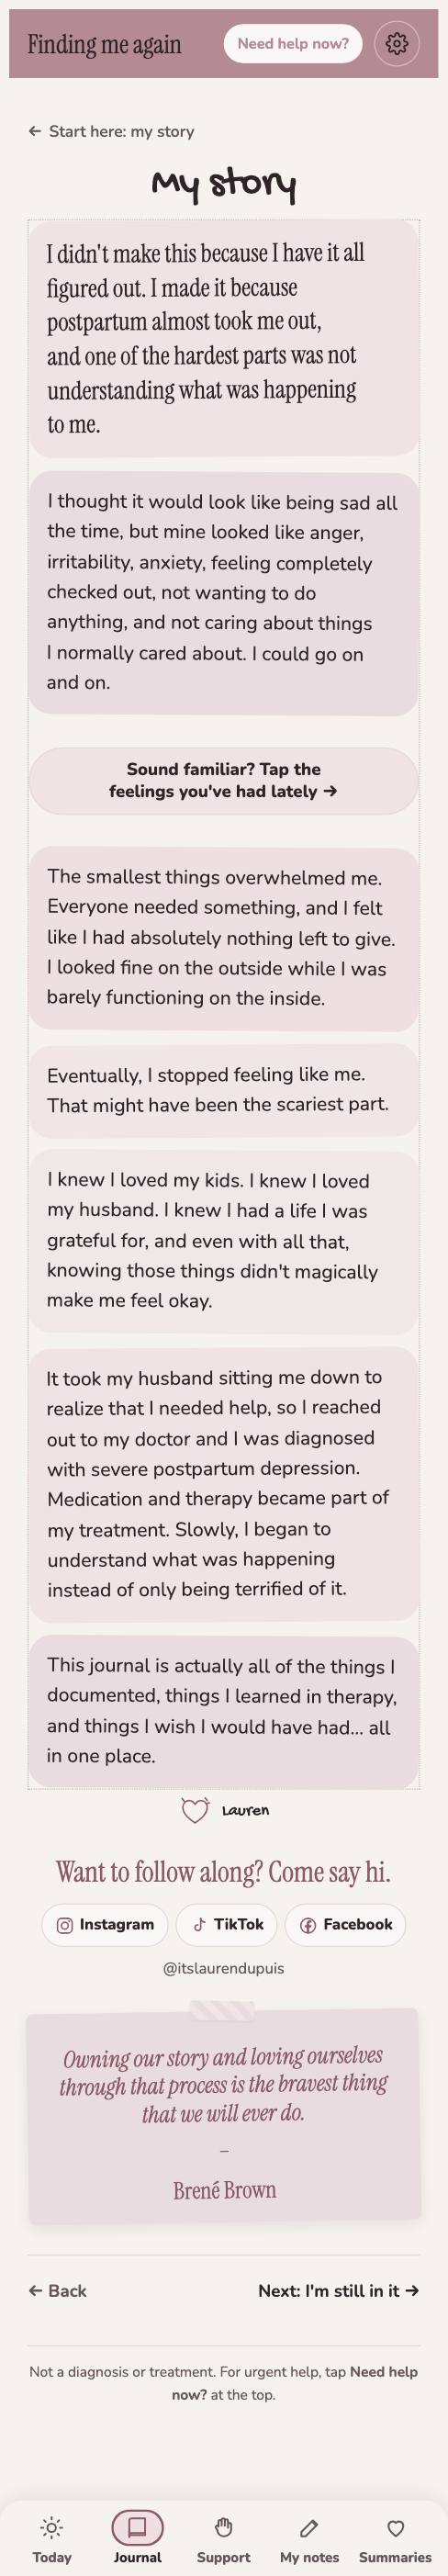 Finding me again
Need help now?
← Start here: my story
My story
I didn't make this because I have it all
figured out. I made it because
postpartum almost took me out,
and one of the hardest parts was not
understanding what was happening
to me.
I thought it would look like being sad all
the time, but mine looked like anger,
irritability, anxiety, feeling completely
checked out, not wanting to do
anything, and not caring about things
I normally cared about. I could go on
and on.
Sound familiar? Tap the
feelings you've had lately →
The smallest things overwhelmed me.
Everyone needed something, and I felt
like I had absolutely nothing left to give.
I looked fine on the outside while I was
barely functioning on the inside.
Eventually, I stopped feeling like me.
That might have been the scariest part.
I knew I loved my kids. I knew I loved
my husband. I knew I had a life I was
grateful for, and even with all that,
knowing those things didn't magically
make me feel okay.
It took my husband sitting me down to
realize that I needed help, so I reached
out to my doctor and I was diagnosed
with severe postpartum depression.
Medication and therapy became part of
my treatment. Slowly, I began to
understand what was happening
instead of only being terrified of it.
This journal is actually all of the things I
documented, things I learned in therapy,
and things I wish I would have had... all
in one place.
Lauren
Want to follow along? Come say hi.
Instagram TikTok Facebook
@itslaurendupuis
Owning our story and loving ourselves
through that process is the bravest thing
that we will ever do.
–
Brené Brown
← Back Next: I'm still in it →
Not a diagnosis or treatment. For urgent help, tap Need help
now? at the top.
Today Journal Support My notes Summaries